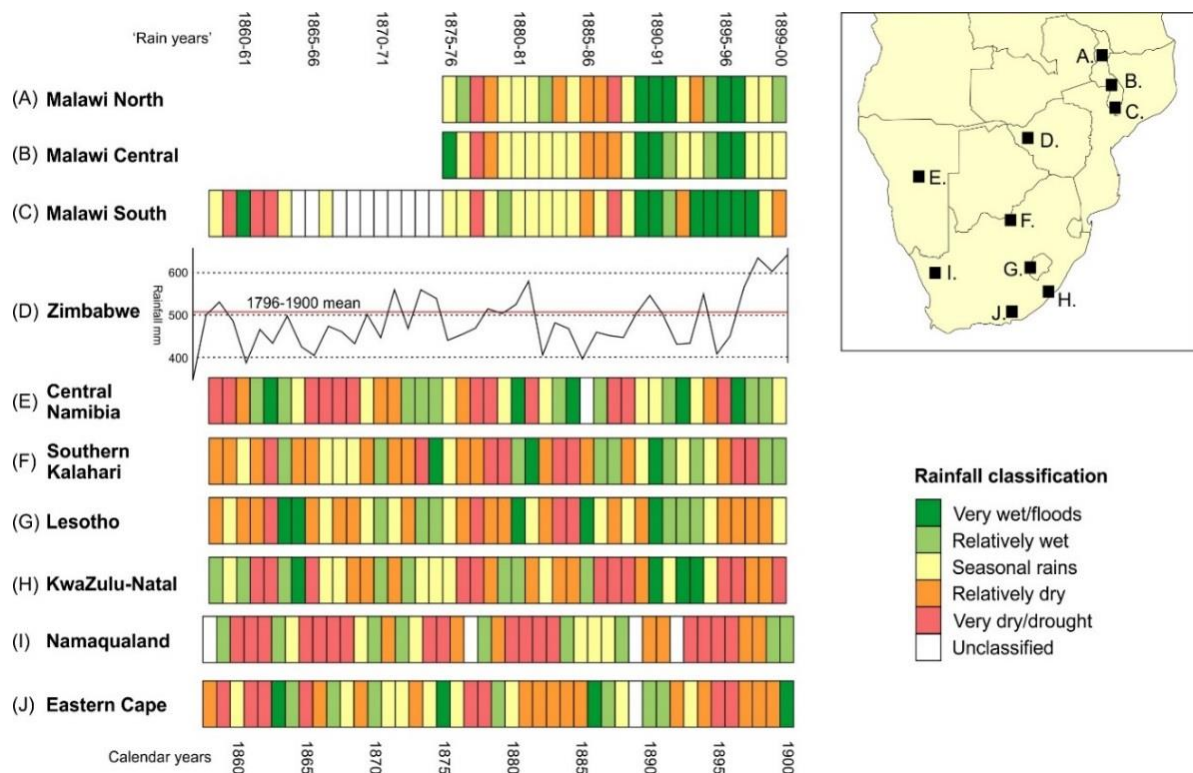 'Rain years'
1860-61
1865-66
1870-71
1875-76
1880-81
1885-86
1890-91
1895-96
1899-00
(A) Malawi North
(B) Malawi Central
(C) Malawi South
(D) Zimbabwe
Rainfall mm
600
500
400
1796-1900 mean
(E) Central
Namibia
(F) Southern
Kalahari
(G) Lesotho
(H) KwaZulu-Natal
(I) Namaqualand
(J) Eastern Cape
Calendar years
1860
1865
1870
1875
1880
1885
1890
1895
1900
A.
B.
C.
D.
E.
F.
G.
H.
I.
J.
Rainfall classification
Very wet/floods
Relatively wet
Seasonal rains
Relatively dry
Very dry/drought
Unclassified